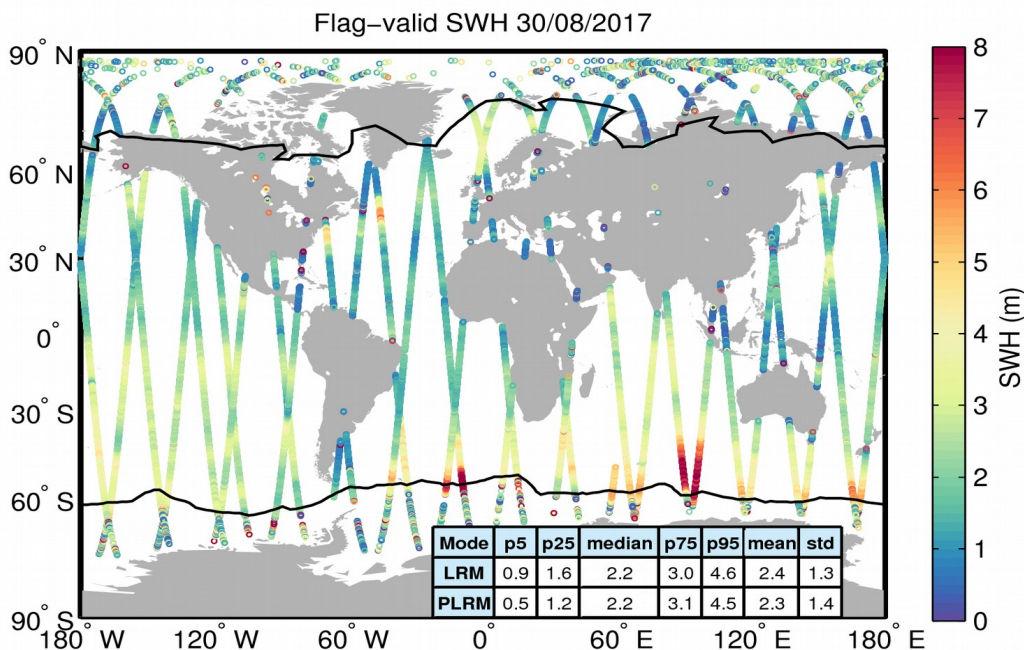 Flag−valid SWH 30/08/2017
90° N
60° N
30° N
0°
30° S
60° S
90° S
180° W
120° W
60° W
0°
60° E
120° E
180° E
Mode p5 p25 median p75 p95 mean std
LRM 0.9 1.6 2.2 3.0 4.6 2.4 1.3
PLRM 0.5 1.2 2.2 3.1 4.5 2.3 1.4
8
7
6
5
4
3
2
1
0
SWH (m)